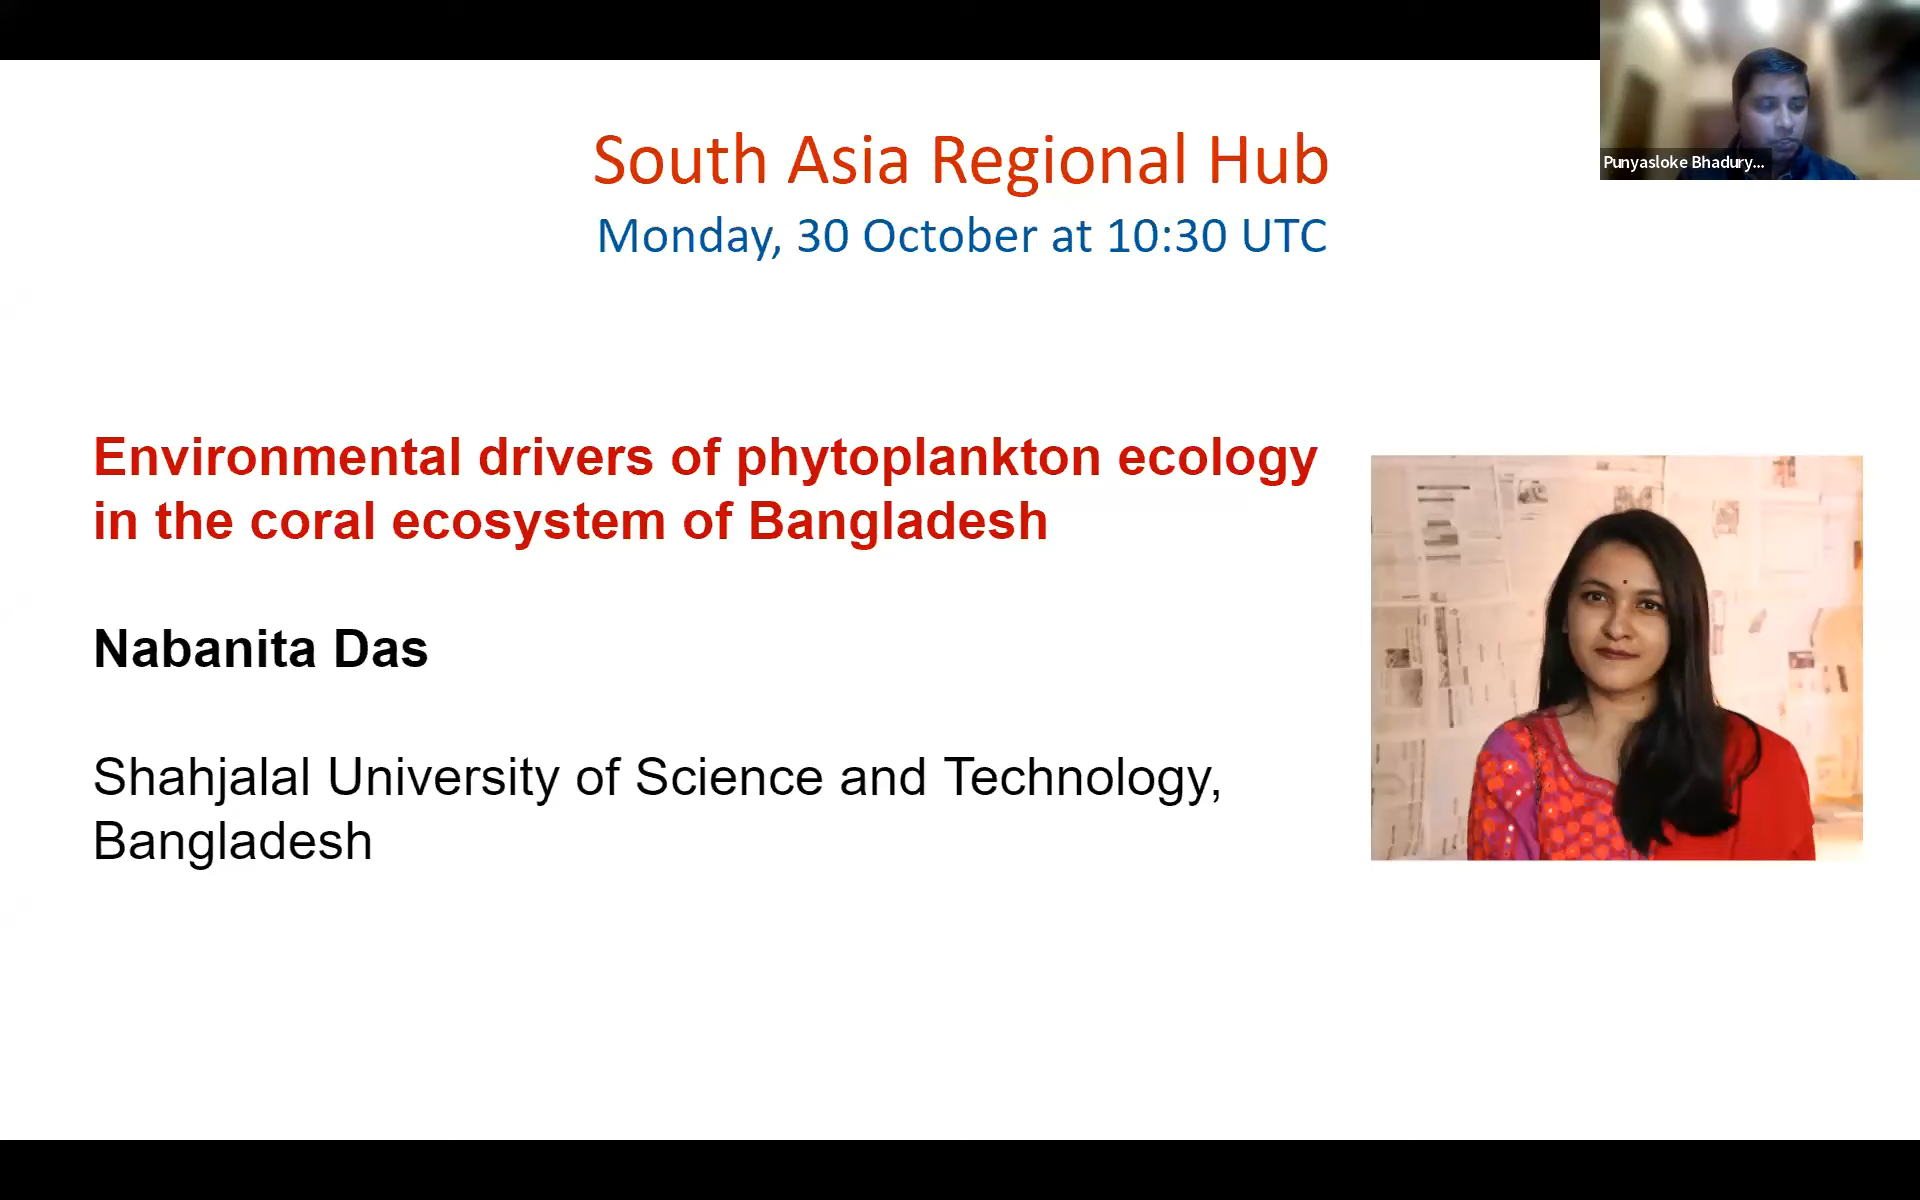 South Asia Regional Hub
Monday, 30 October at 10:30 UTC
Punyasloke Bhadury...
Environmental drivers of phytoplankton ecology
in the coral ecosystem of Bangladesh
Nabanita Das
Shahjalal University of Science and Technology,
Bangladesh